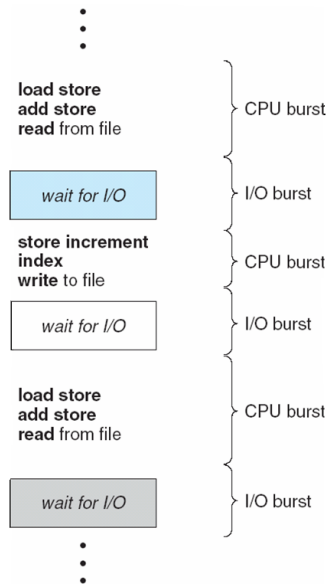 load store
add store
read from file
CPU burst
wait for I/O
I/O burst
store increment
index
write to file
CPU burst
wait for I/O
I/O burst
load store
add store
read from file
CPU burst
wait for I/O
I/O burst